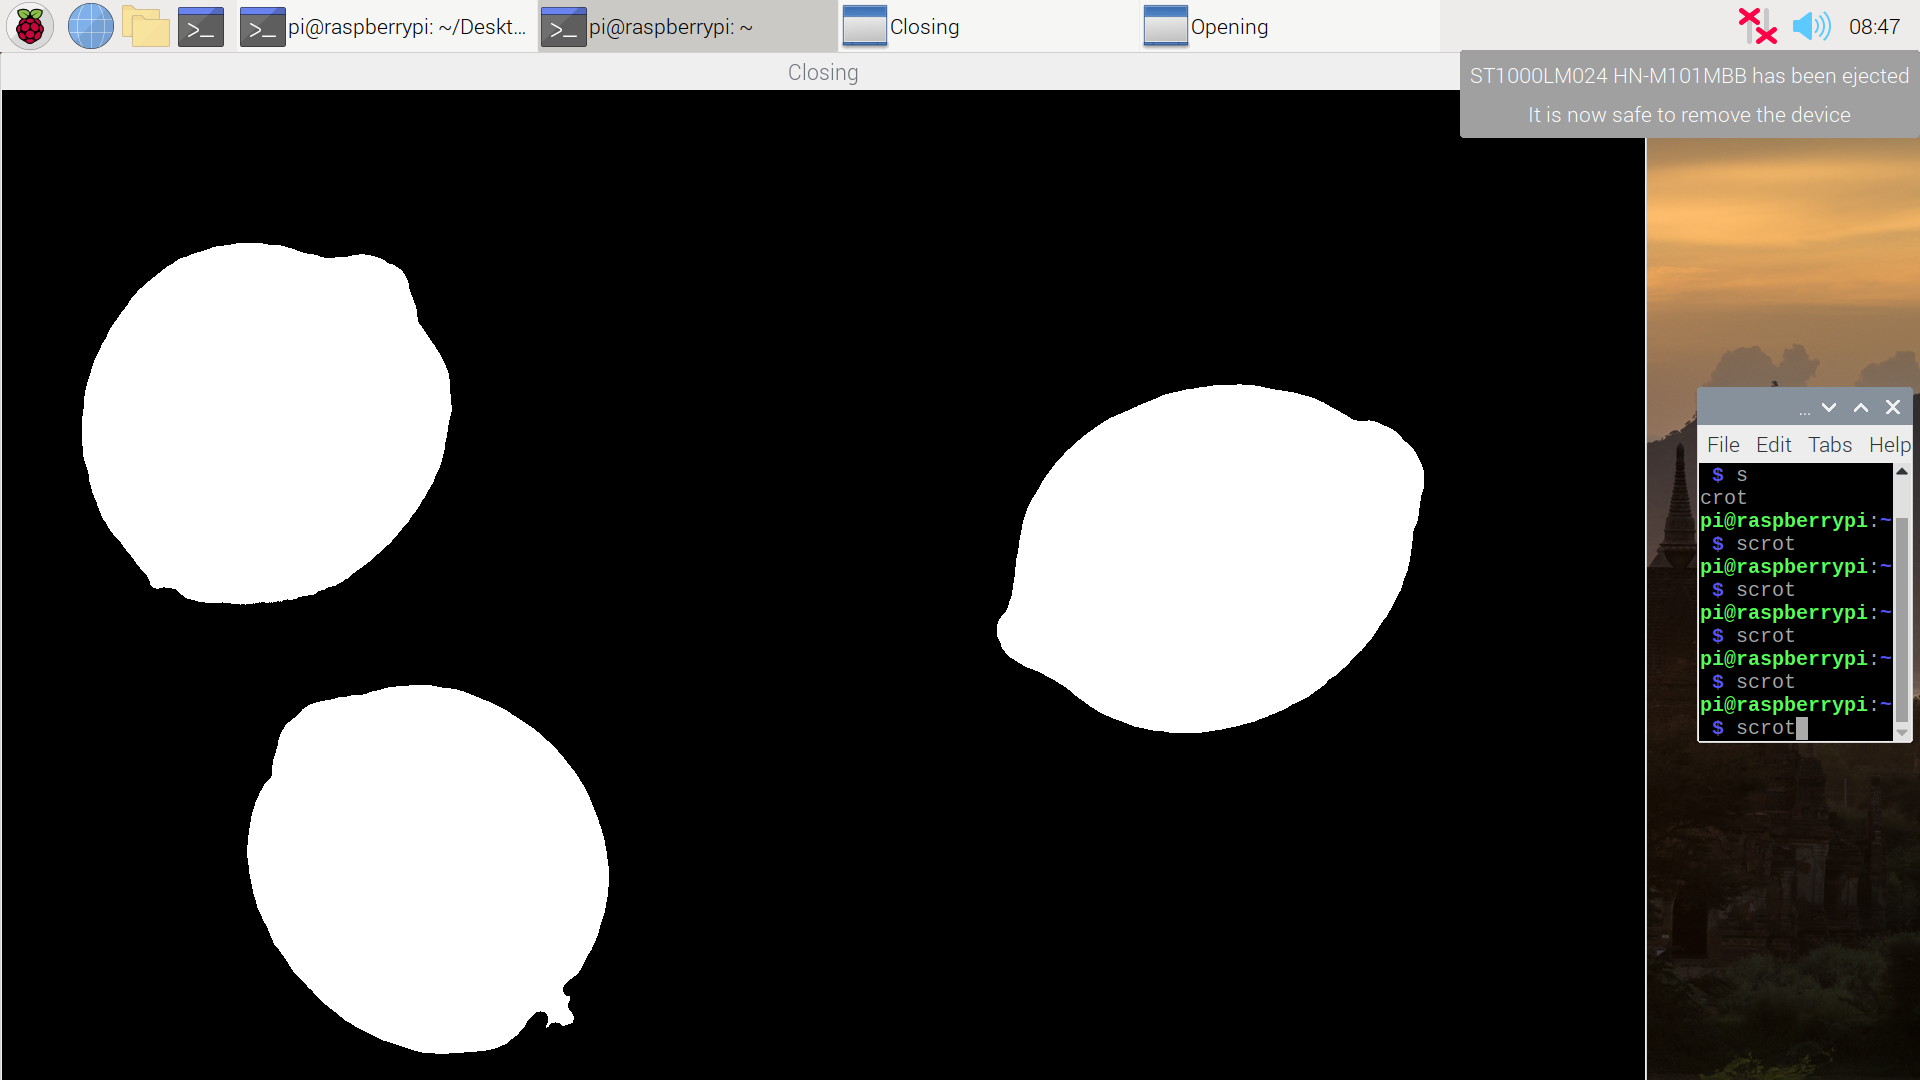 pi@raspberrypi: ~/Deskt...
pi@raspberrypi: ~
Closing
Opening
08:47
Closing
ST1000LM024 HN-M101MBB has been ejected
It is now safe to remove the device
...
File Edit Tabs Help
$ s
crot
pi@raspberrypi:~
$ scrot
pi@raspberrypi:~
$ scrot
pi@raspberrypi:~
$ scrot
pi@raspberrypi:~
$ scrot
pi@raspberrypi:~
$ scrot